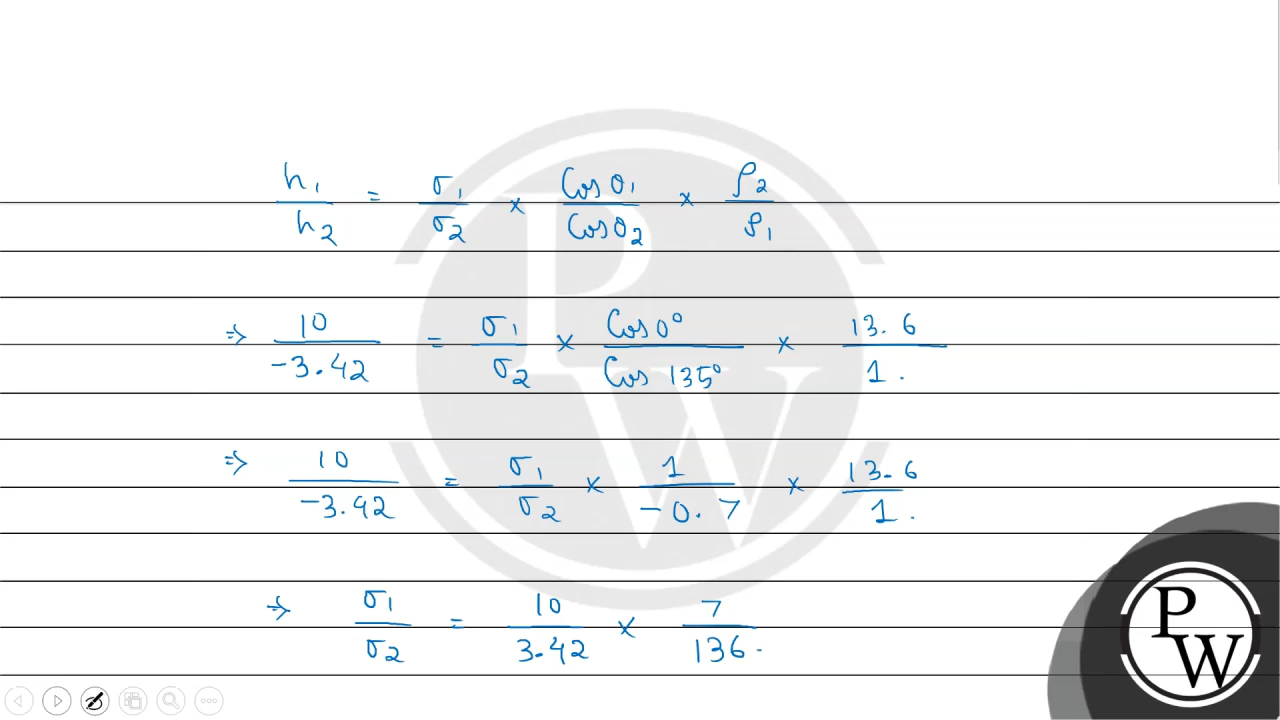 h₁/h₂ = σ₁/σ₂ × Cos θ₁/Cos θ₂ × ρ₂/ρ₁
⇒ 10/-3.42 = σ₁/σ₂ × Cos 0°/Cos 135° × 13.6/1.
⇒ 10/-3.42 = σ₁/σ₂ × 1/-0.7 × 13.6/1.
⇒ σ₁/σ₂ = 10/3.42 × 7/136.
PW
PW